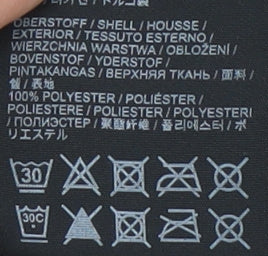 OBERSTOFF / SHELL / HOUSSE /
EXTERIOR / TESSUTO ESTERNO /
WIERZCHNIA WARSTWA / OBLOŽENÍ /
BOVENSTOF / YDERSTOF /
PINTAKANGAS / ВЕРХНЯЯ ТКАНЬ / 面料 /
쉘 / 表地
100% POLYESTER / POLIÉSTER /
POLIESTERE / POLIESTER / POLYESTERI
/ ПОЛИЭСТЕР / 聚酯纤维 / 폴리에스터 / ポ
リエステル
30
30C